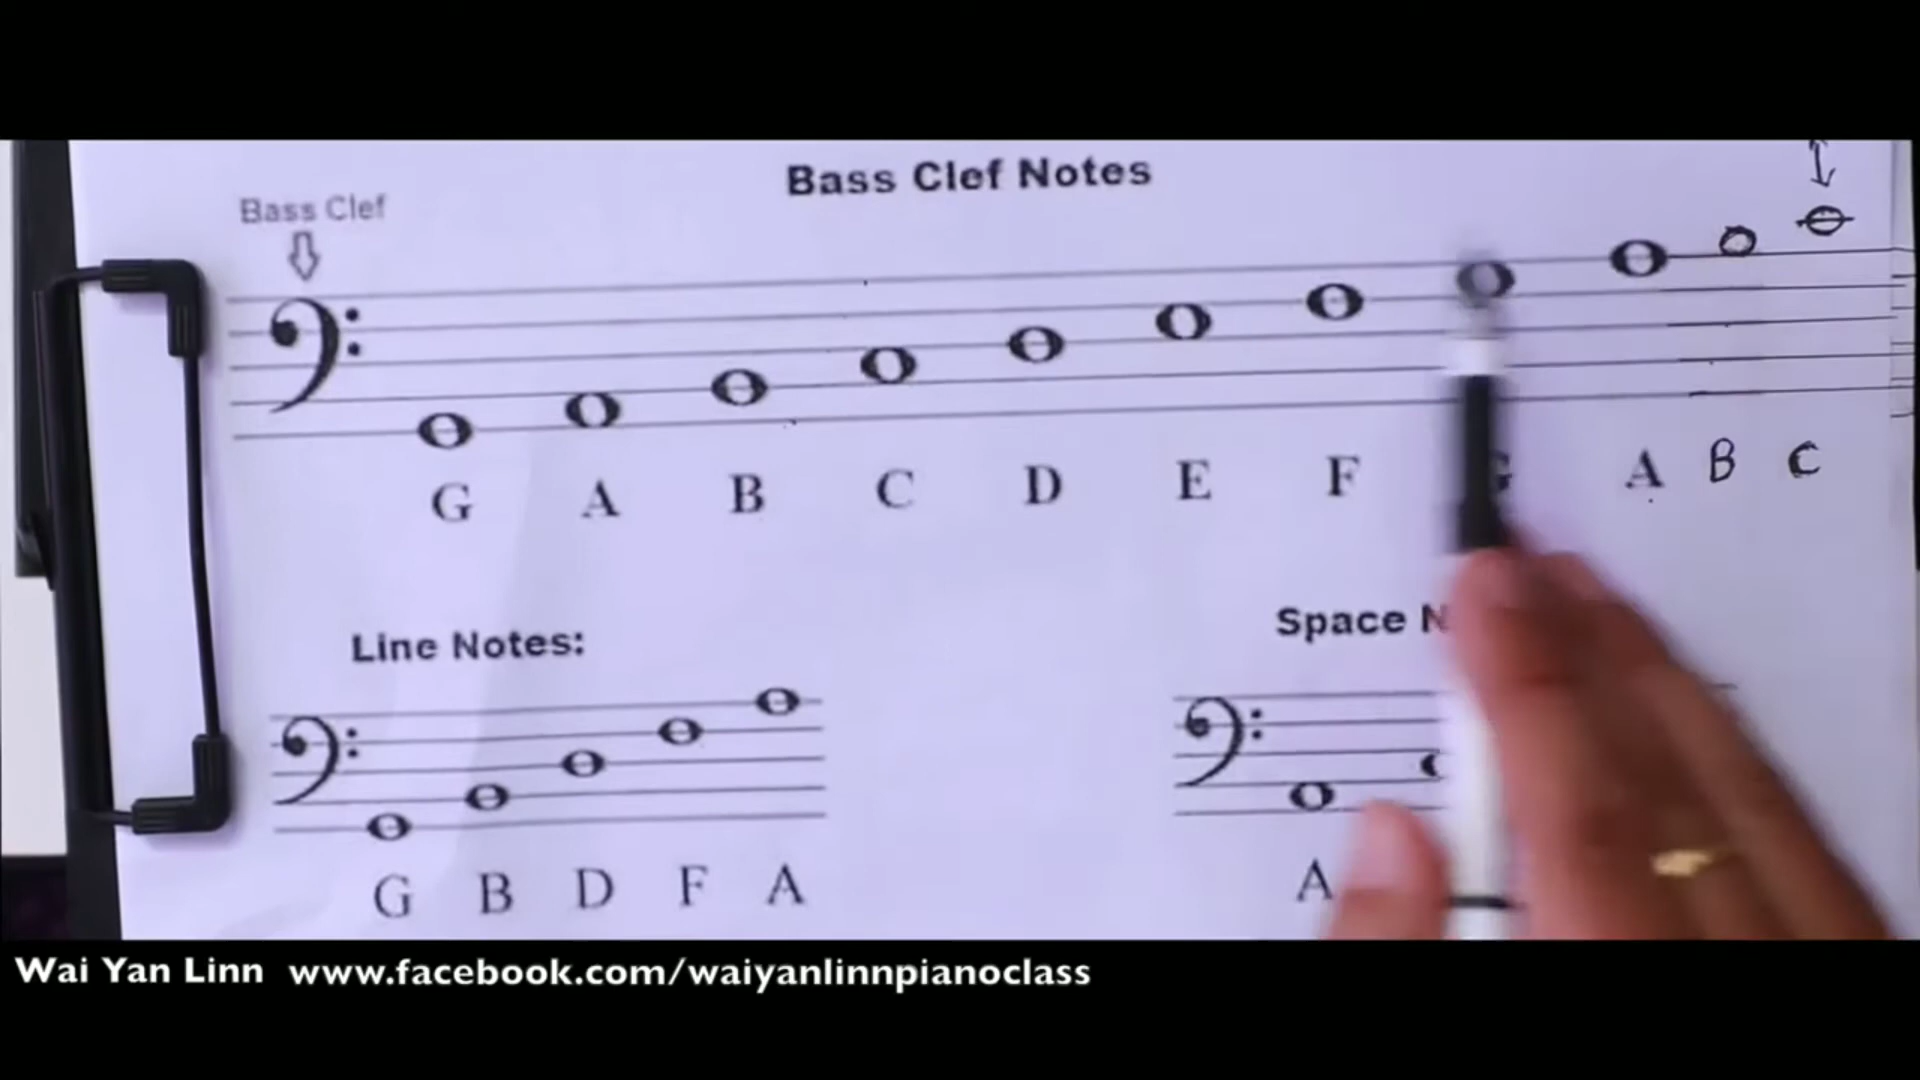 Bass Clef Notes
Bass Clef
G A B C D E F G A B C
Line Notes:
Space
G B D F A
A
Wai Yan Linn www.facebook.com/waiyanlinnpianoclass